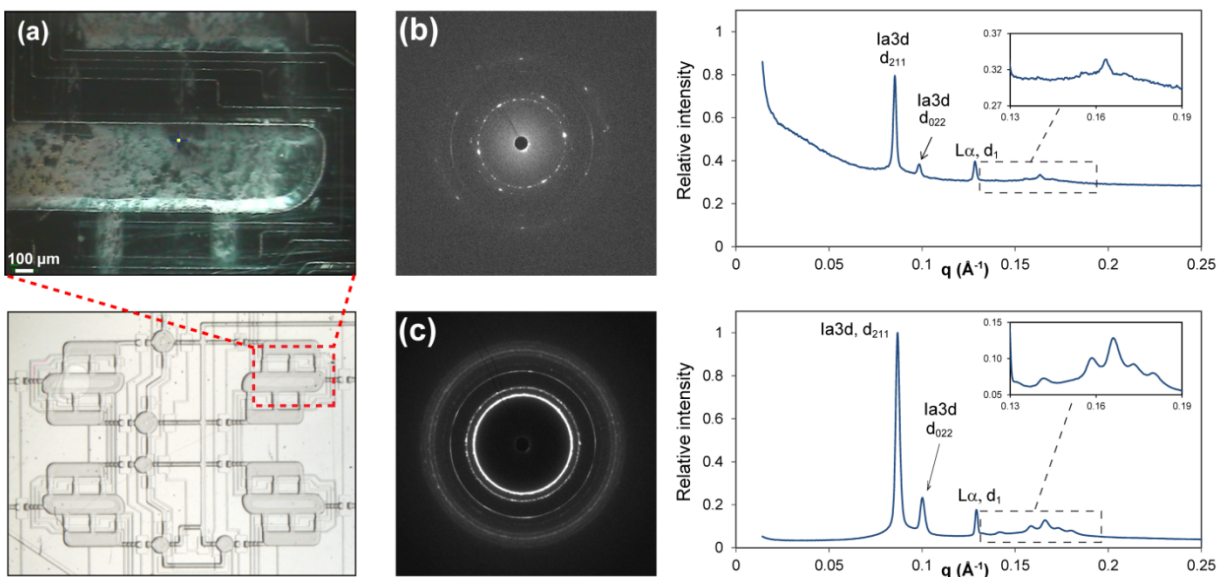 (a)
100 μm
(b)
Relative intensity
1
0.8
0.6
0.4
0.2
0
Ia3d
d₂₁₁
Ia3d
d₀₂₂
Lα, d₁
0.37
0.32
0.27
0.13
0.16
0.19
0
0.05
0.1
0.15
0.2
0.25
q (Å⁻¹)
(c)
Relative intensity
1
0.8
0.6
0.4
0.2
0
Ia3d, d₂₁₁
Ia3d
d₀₂₂
Lα, d₁
0.15
0.10
0.05
0.13
0.16
0.19
0
0.05
0.1
0.15
0.2
0.25
q (Å⁻¹)